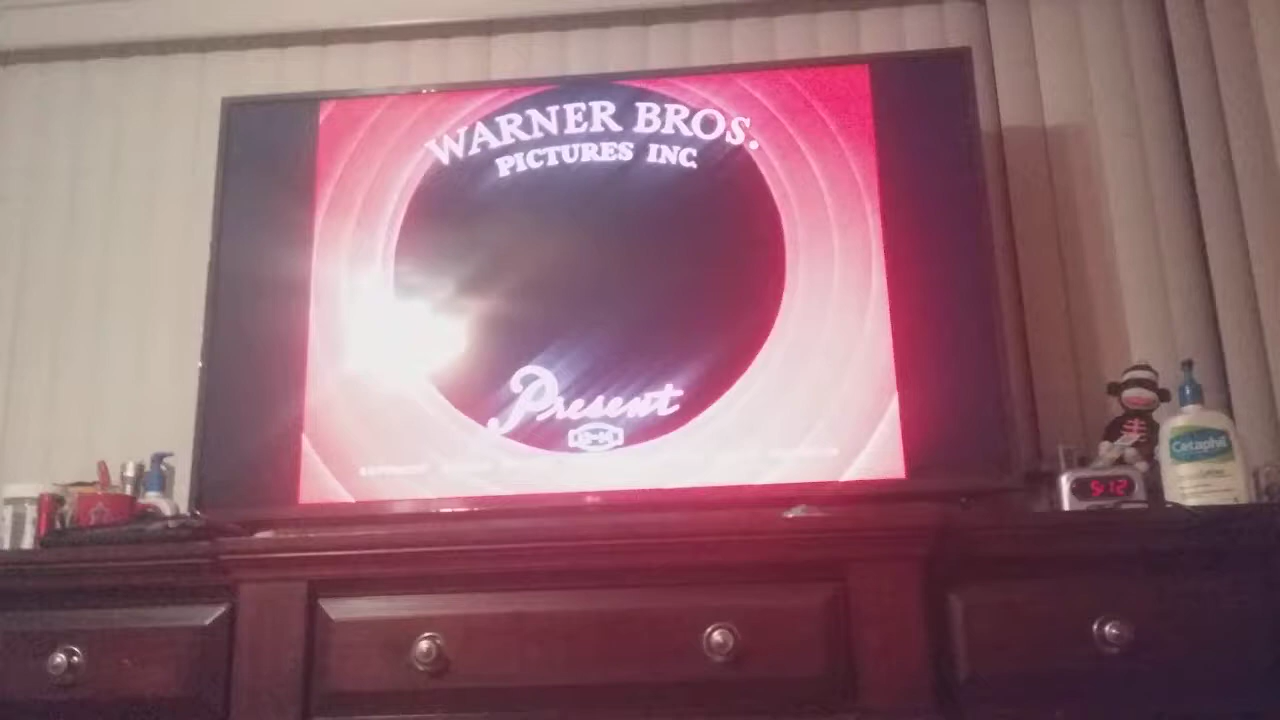 WARNER BROS.
PICTURES INC.
Present
5:12
Cetaphil